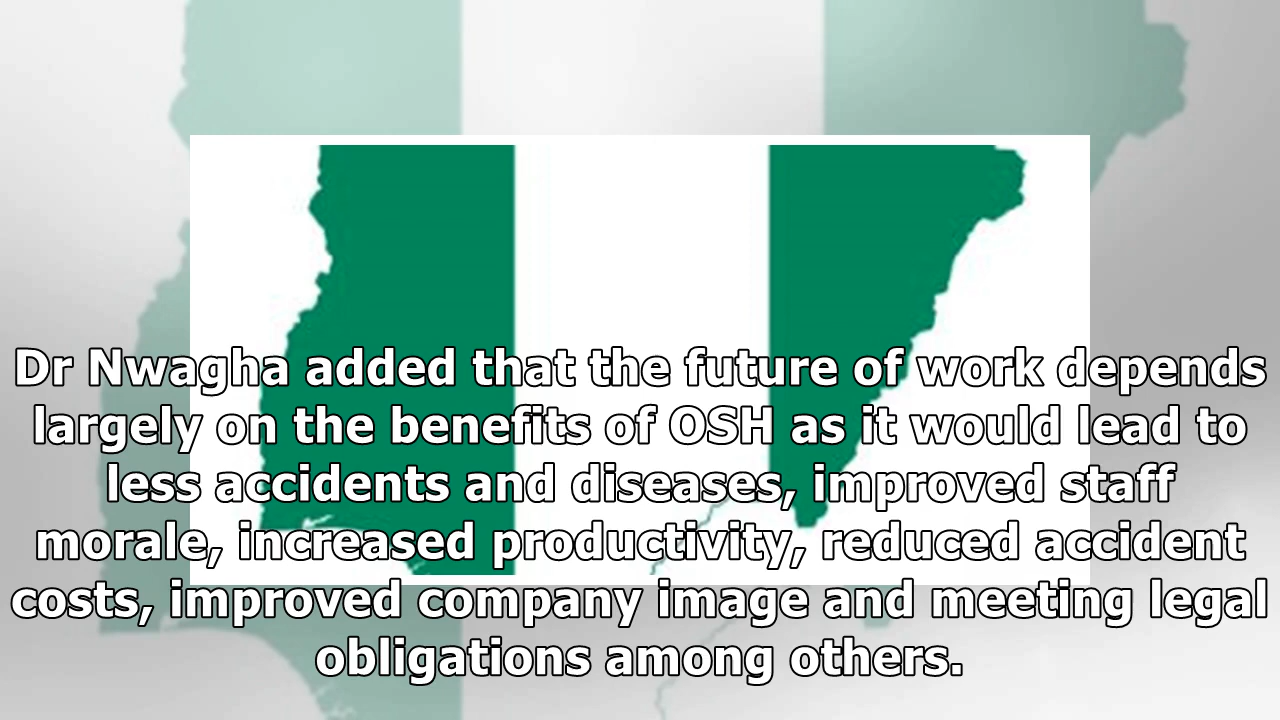 Dr Nwagha added that the future of work depends
largely on the benefits of OSH as it would lead to
less accidents and diseases, improved staff
morale, increased productivity, reduced accident
costs, improved company image and meeting legal
obligations among others.